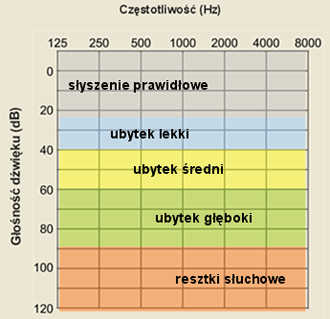 Częstotliwość (Hz)
125 250 500 1000 2000 4000 8000
Głośność dźwięku (dB)
0
słyszenie prawidłowe
20
ubytek lekki
40
ubytek średni
60
ubytek głęboki
80
resztki słuchowe
100
120